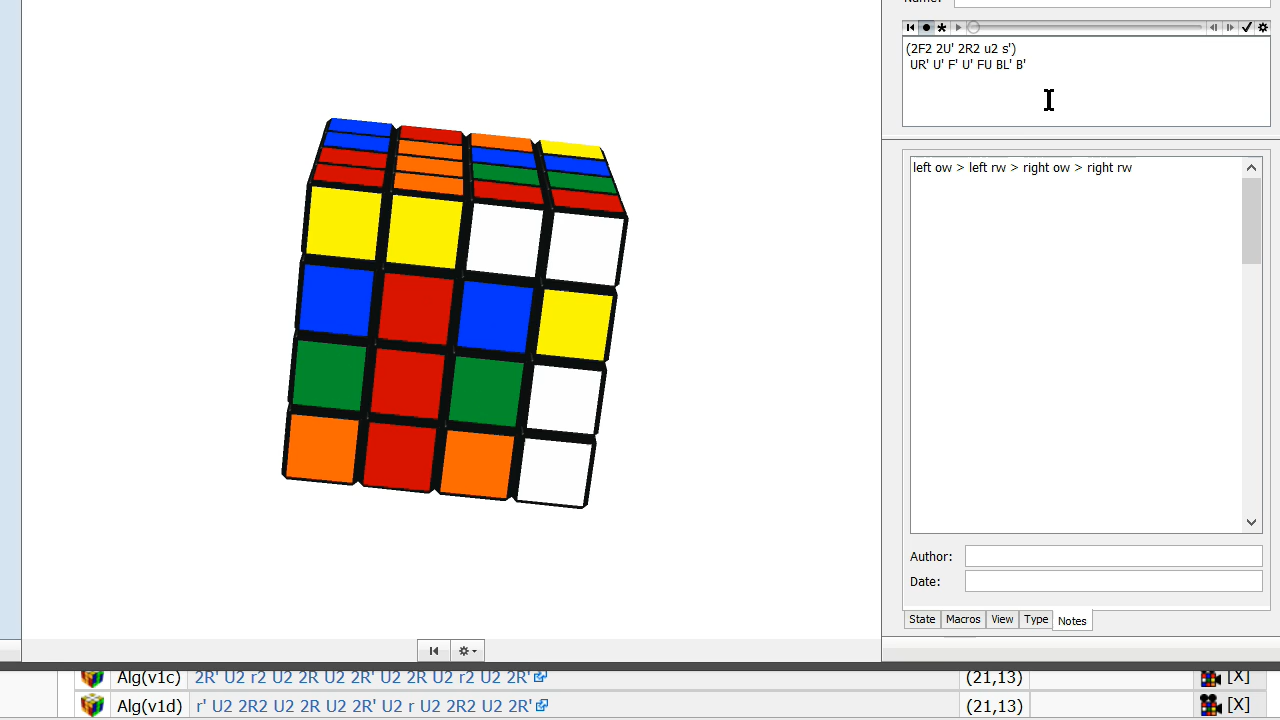 (2F2 2U' 2R2 u2 s')
UR' U' F' U' FU BL' B'
left ow > left rw > right ow > right rw
Author:
Date:
State Macros View Type Notes
Alg(v1c) 2R' U2 r2 U2 2R U2 2R' U2 2R U2 r2 U2 2R' (21,13) [X]
Alg(v1d) r' U2 2R2 U2 2R U2 2R' U2 r U2 2R2 U2 2R' (21,13) [X]